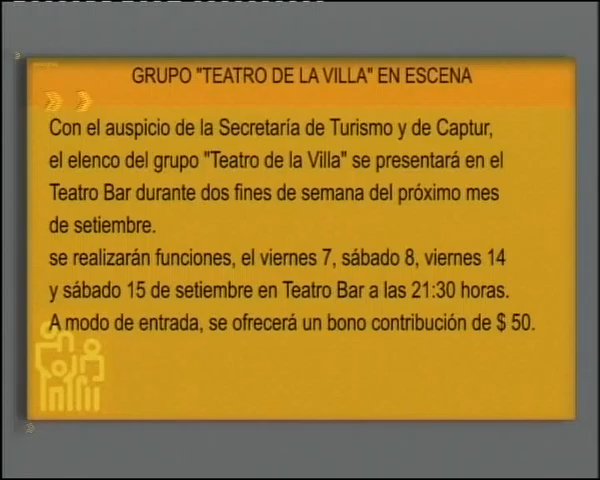 GRUPO "TEATRO DE LA VILLA" EN ESCENA
Con el auspicio de la Secretaría de Turismo y de Captur,
el elenco del grupo "Teatro de la Villa" se presentará en el
Teatro Bar durante dos fines de semana del próximo mes
de setiembre.
se realizarán funciones, el viernes 7, sábado 8, viernes 14
y sábado 15 de setiembre en Teatro Bar a las 21:30 horas.
A modo de entrada, se ofrecerá un bono contribución de $ 50.